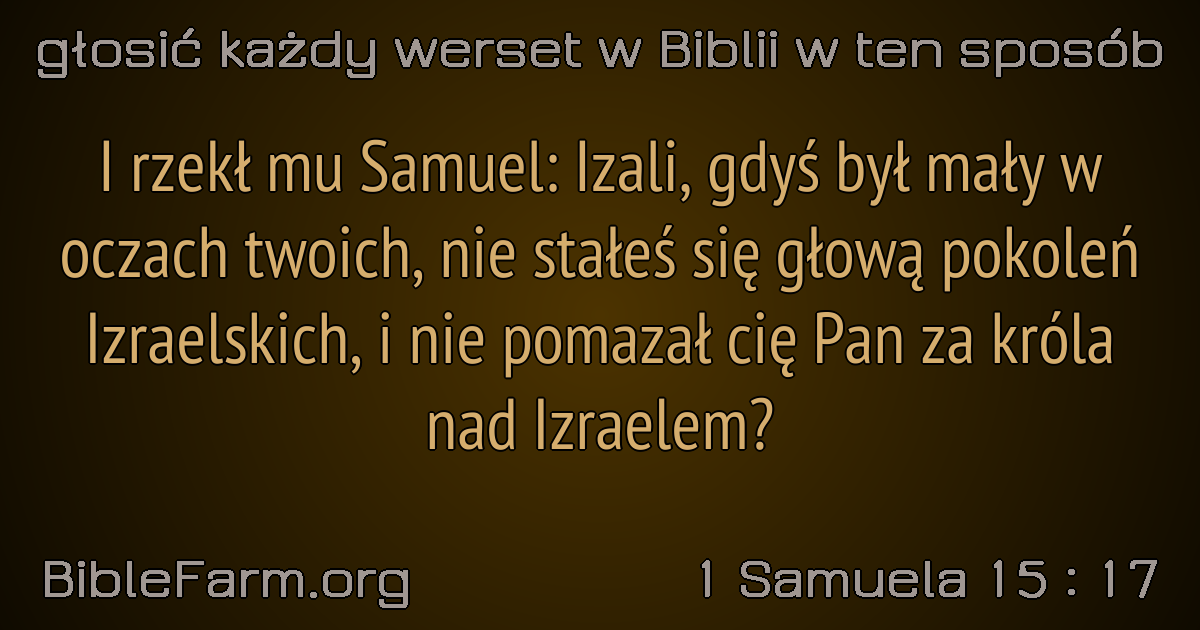 głosić każdy werset w Biblii w ten sposób
I rzekł mu Samuel: Izali, gdyś był mały w
oczach twoich, nie stałeś się głową pokoleń
Izraelskich, i nie pomazał cię Pan za króla
nad Izraelem?
BibleFarm.org
1 Samuela 15 : 17